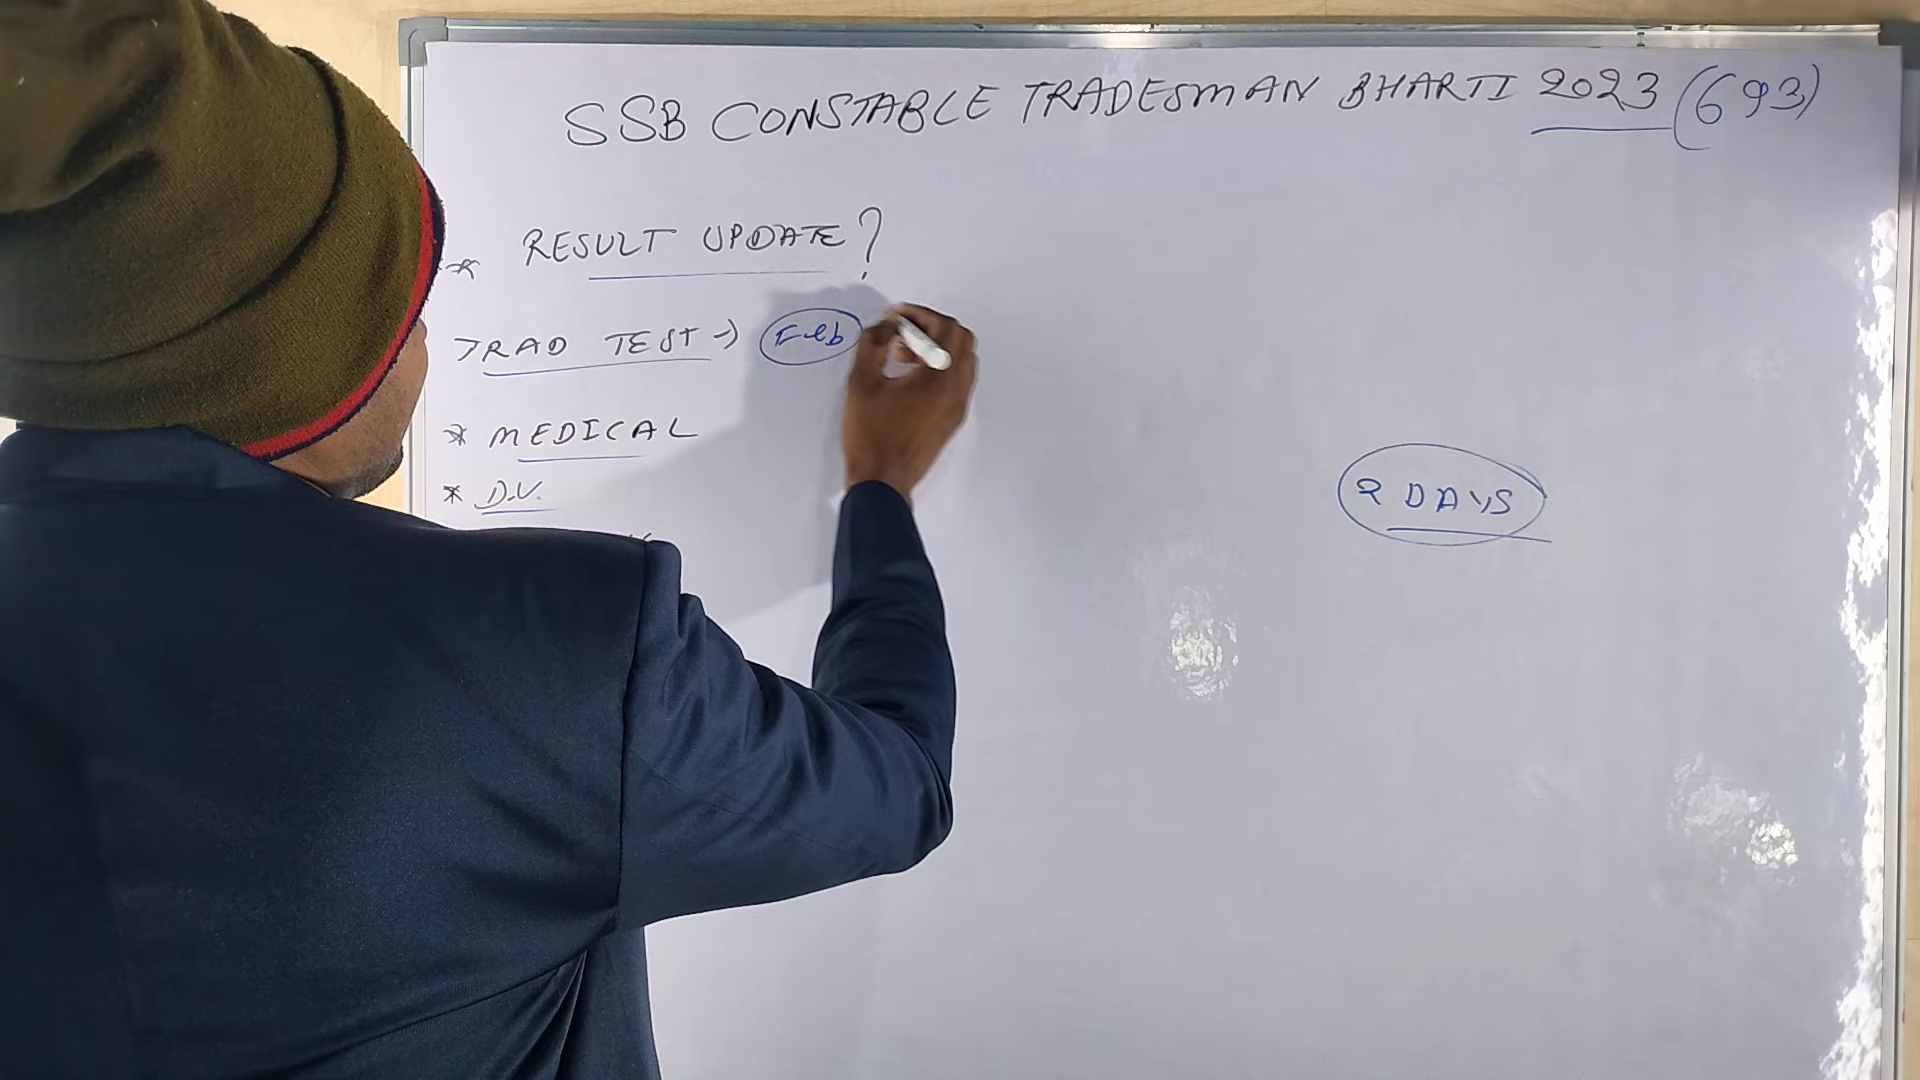 SSB CONSTABLE TRADESMAN BHARTI 2023 (693)
* RESULT UPDATE?
TRAD TEST → Feb
* MEDICAL
* D.V.
2 DAYS